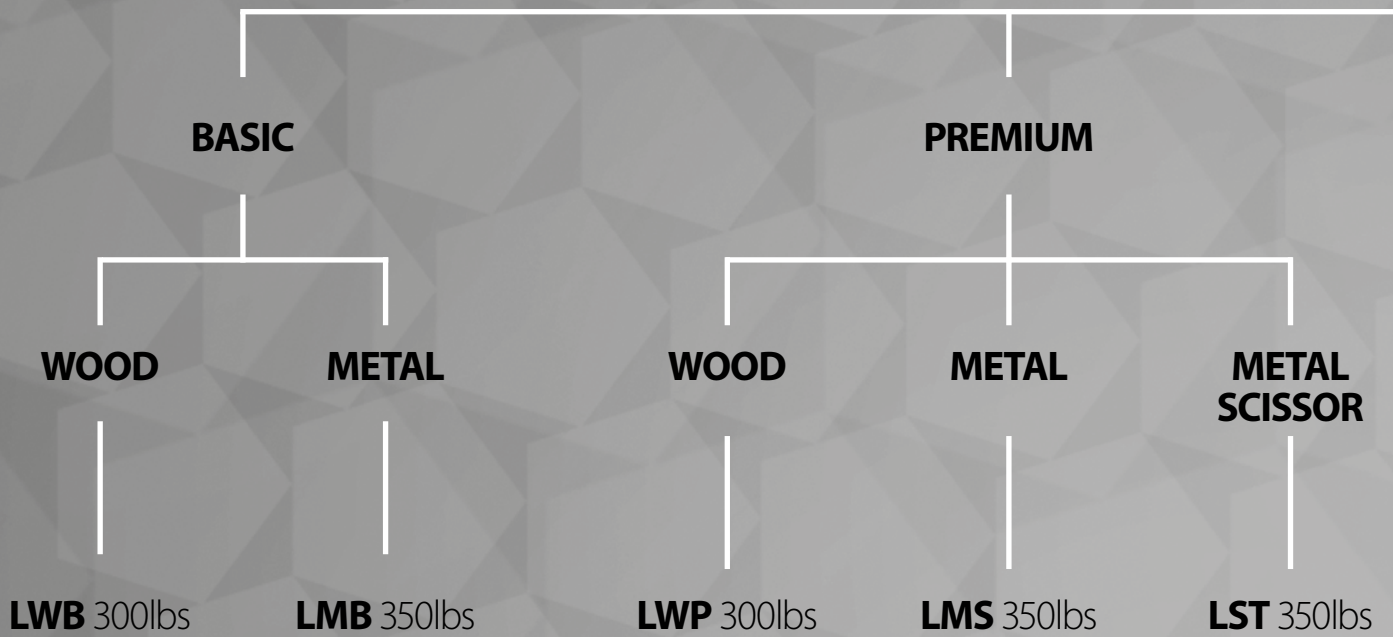 BASIC
PREMIUM
WOOD
METAL
WOOD
METAL
METAL
SCISSOR
LWB 300lbs
LMB 350lbs
LWP 300lbs
LMS 350lbs
LST 350lbs